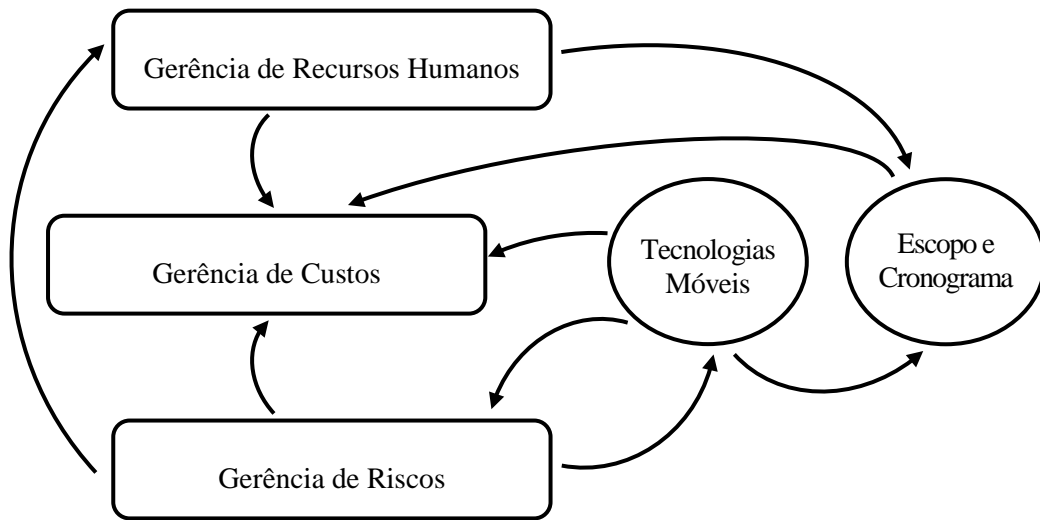 Gerência de Recursos Humanos
Gerência de Custos
Tecnologias
Móveis
Escopo e
Cronograma
Gerência de Riscos